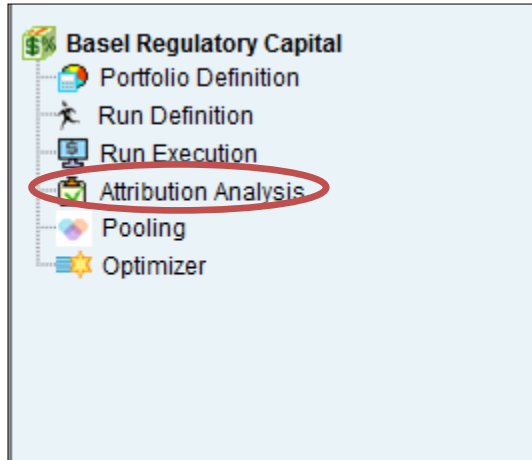 Basel Regulatory Capital
Portfolio Definition
Run Definition
Run Execution
Attribution Analysis
Pooling
Optimizer